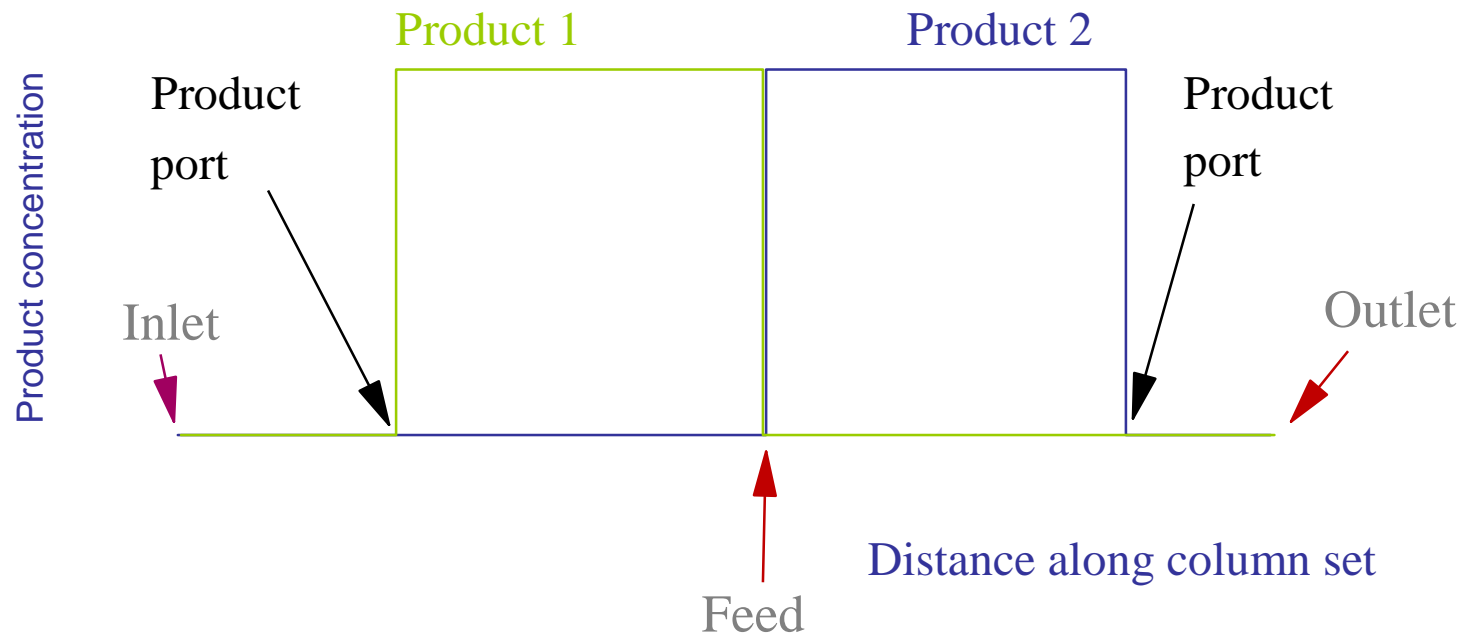 Product 1
Product 2
Product concentration
Product
port
Product
port
Inlet
Outlet
Distance along column set
Feed